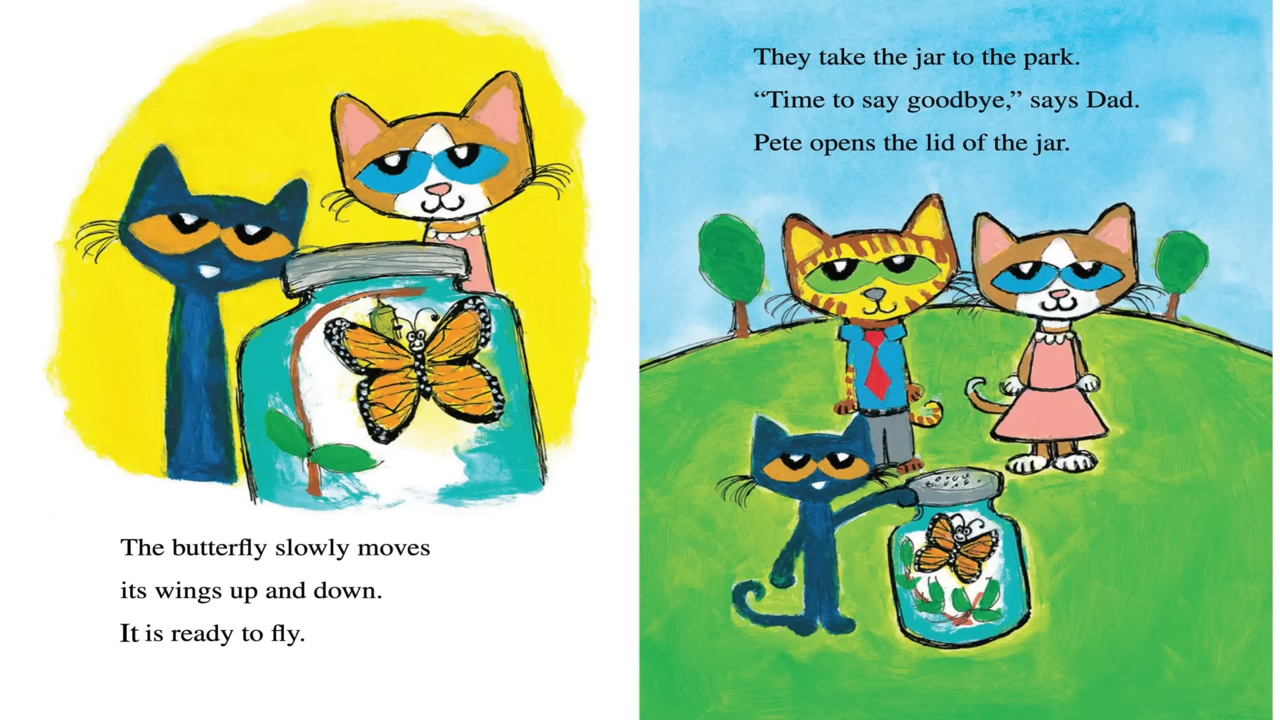 The butterfly slowly moves
its wings up and down.
It is ready to fly.
They take the jar to the park.
“Time to say goodbye,” says Dad.
Pete opens the lid of the jar.